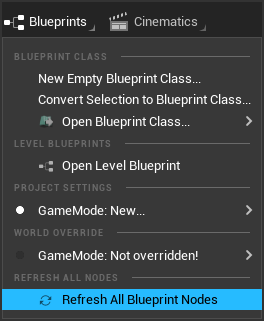 Blueprints Cinematics
BLUEPRINT CLASS
New Empty Blueprint Class...
Convert Selection to Blueprint Class...
Open Blueprint Class...
LEVEL BLUEPRINTS
Open Level Blueprint
PROJECT SETTINGS
GameMode: New...
WORLD OVERRIDE
GameMode: Not overridden!
REFRESH ALL NODES
Refresh All Blueprint Nodes